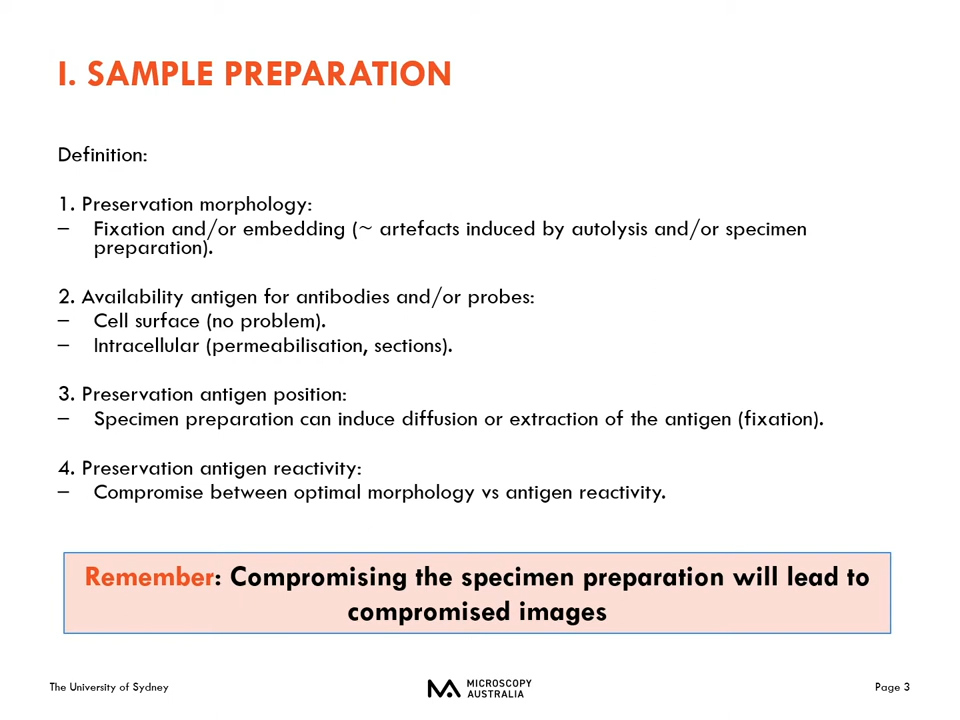 I. SAMPLE PREPARATION
Definition:
1. Preservation morphology:
– Fixation and/or embedding (~ artefacts induced by autolysis and/or specimen
preparation).
2. Availability antigen for antibodies and/or probes:
– Cell surface (no problem).
– Intracellular (permeabilisation, sections).
3. Preservation antigen position:
– Specimen preparation can induce diffusion or extraction of the antigen (fixation).
4. Preservation antigen reactivity:
– Compromise between optimal morphology vs antigen reactivity.
Remember: Compromising the specimen preparation will lead to
compromised images
The University of Sydney
MICROSCOPY
AUSTRALIA
Page 3